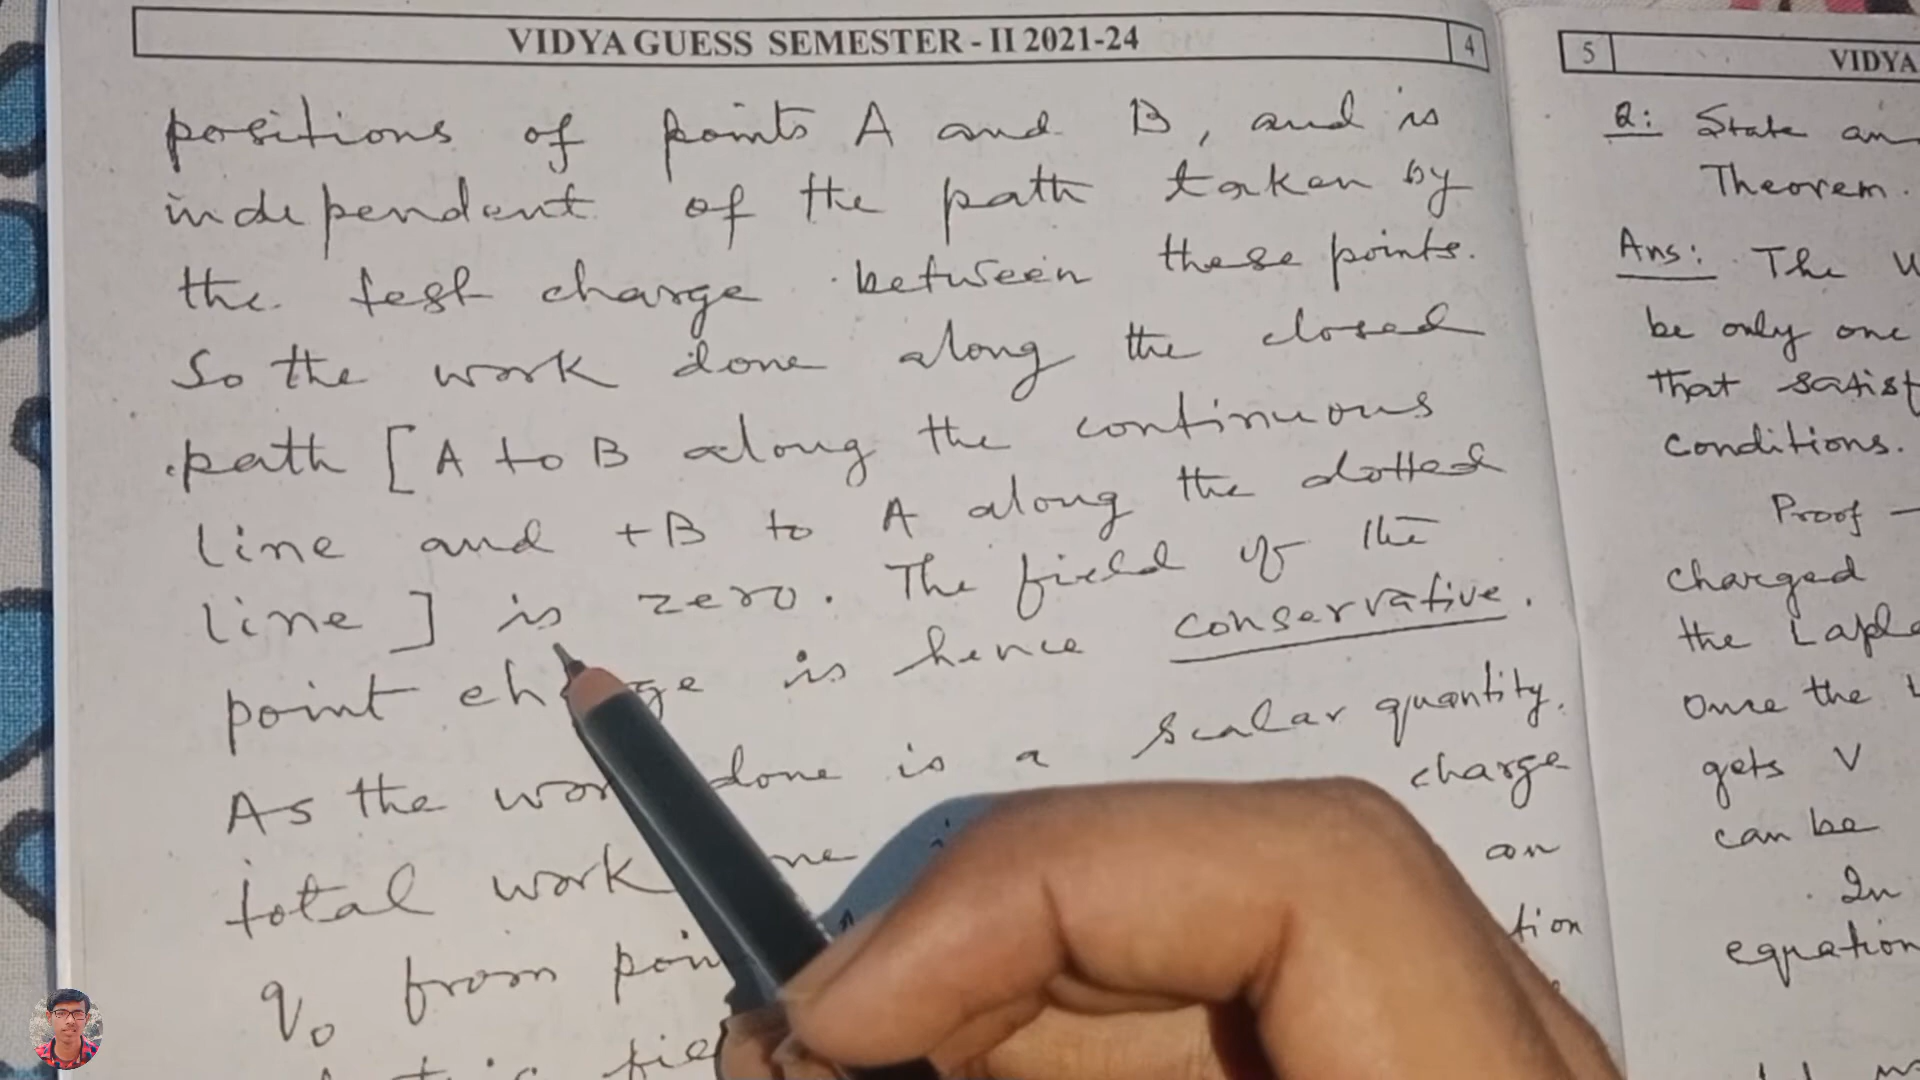 VIDYA GUESS SEMESTER - II 2021-24 4
positions of points A and B, and is
independent of the path taken by
the test charge between these points.
So the work done along the closed
path [A to B along the continuous
line and +B to A along the dotted
line] is zero. The field of the
point charge is hence conservative.
As the work done is a scalar quantity.
total work charge
an
q₀ from tion
5 VIDYA
Q: State an
Theorem.
Ans: The
be only one
that satisf
conditions.
Proof —
charged
the Lapla
Once the
gets V
can be
In
equation